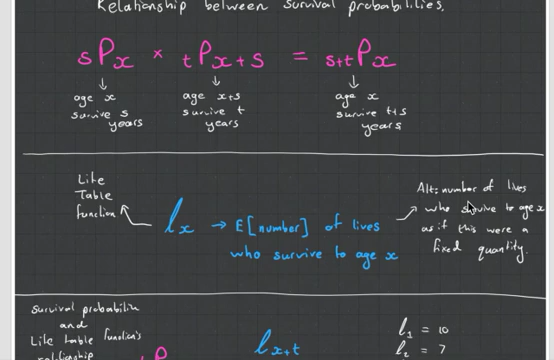 Relationship between survival probabilities.
sPx × tPx+s = s+tPx
age x
survive s
years
age x+s
survive t
years
age x
survive t+s
years
Life
Table
function
lx → E[number] of lives
who survive to age x
Alt: number of lives
who survive to age x
as if this were a
fixed quantity.
Survival probabilities
and
Life table function's
relationship
P
lx+t
l1 = 10
l2 = 7